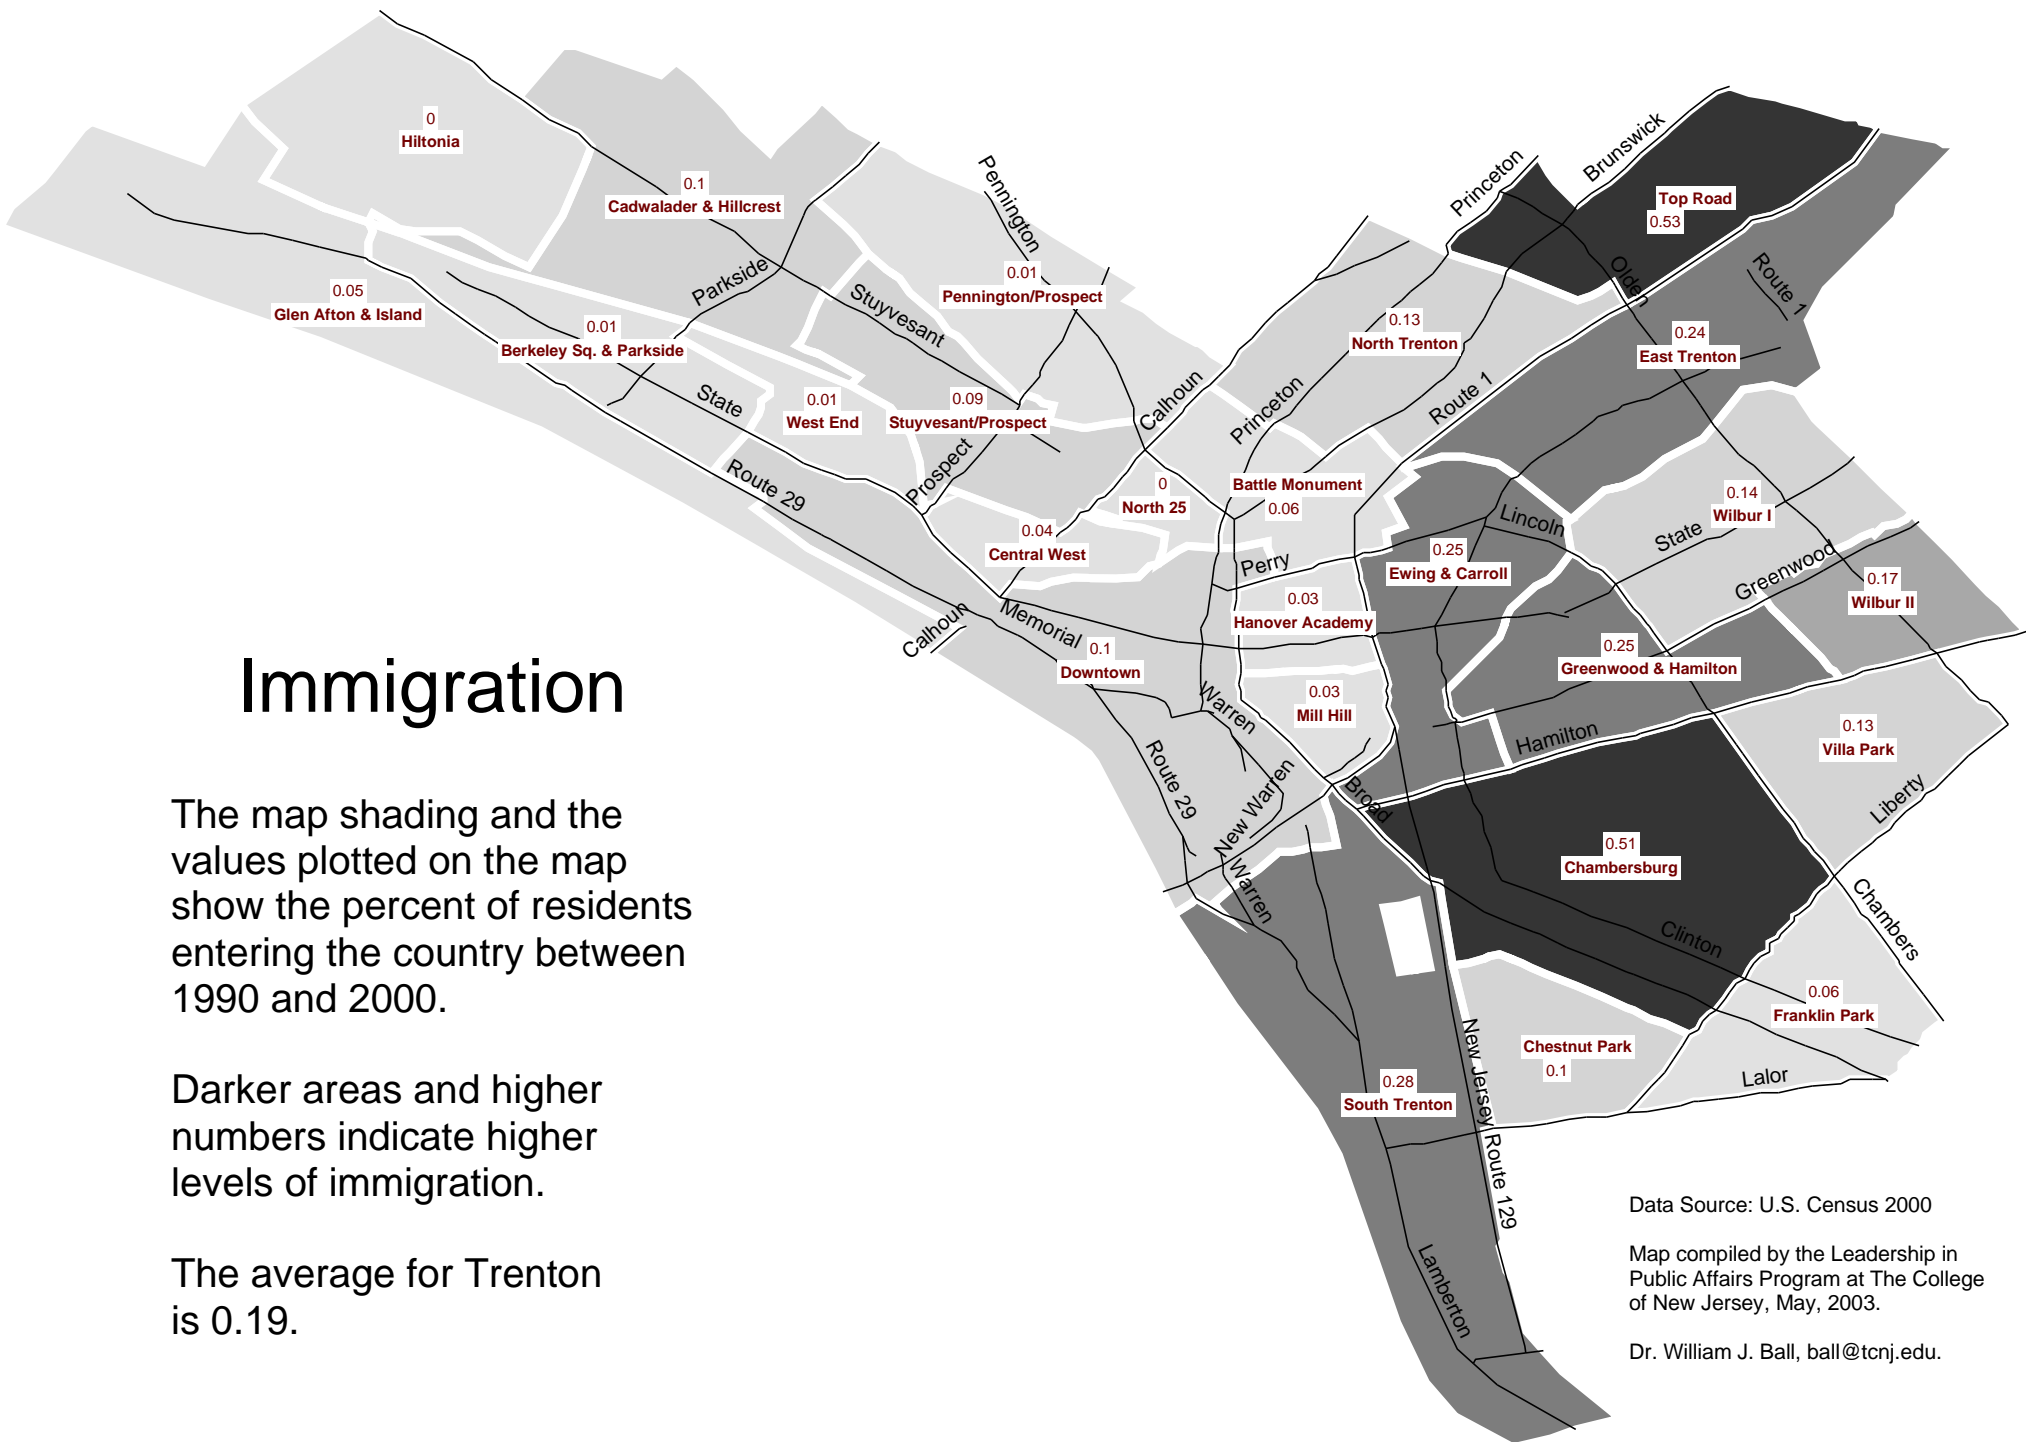 0
Hiltonia
0.1
Cadwalader & Hillcrest
Pennington
Princeton
Brunswick
Top Road
0.53
0.05
Glen Afton & Island
Parkside
0.01
Berkeley Sq. & Parkside
Stuyvesant
0.01
Pennington/Prospect
0.13
North Trenton
Olden
Route 1
0.24
East Trenton
State
0.01
West End
0.09
Stuyvesant/Prospect
Calhoun
Princeton
Route 1
Route 29
Prospect
0
North 25
Battle Monument
0.06
0.04
Central West
Perry
Lincoln
0.14
Wilbur I
State
Greenwood
0.17
Wilbur II
0.25
Ewing & Carroll
0.03
Hanover Academy
Calhoun
Memorial
0.1
Downtown
0.25
Greenwood & Hamilton
Warren
0.03
Mill Hill
Hamilton
0.13
Villa Park
Liberty
Route 29
New Warren
Broad
Warren
0.51
Chambersburg
Chambers
Clinton
0.06
Franklin Park
Chestnut Park
0.1
Lalor
0.28
South Trenton
New Jersey Route 129
Lamberton
Immigration
The map shading and the
values plotted on the map
show the percent of residents
entering the country between
1990 and 2000.
Darker areas and higher
numbers indicate higher
levels of immigration.
The average for Trenton
is 0.19.
Data Source: U.S. Census 2000
Map compiled by the Leadership in
Public Affairs Program at The College
of New Jersey, May, 2003.
Dr. William J. Ball, ball@tcnj.edu.